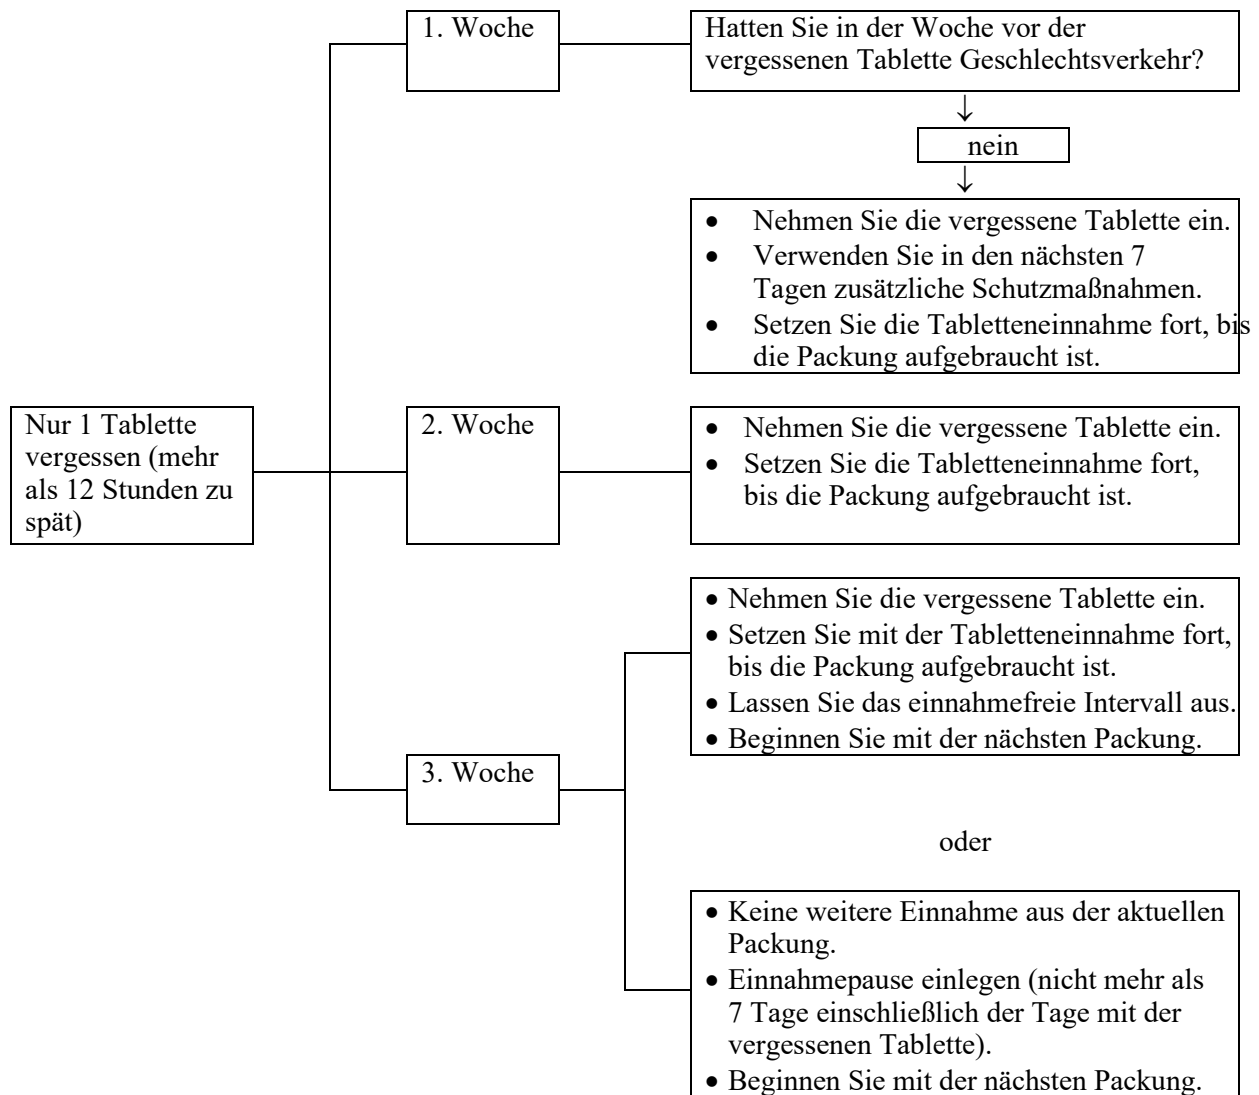 1. Woche
Hatten Sie in der Woche vor der
vergessenen Tablette Geschlechtsverkehr?
↓
nein
↓
• Nehmen Sie die vergessene Tablette ein.
• Verwenden Sie in den nächsten 7
Tagen zusätzliche Schutzmaßnahmen.
• Setzen Sie die Tabletteneinnahme fort, bis
die Packung aufgebraucht ist.
Nur 1 Tablette
vergessen (mehr
als 12 Stunden zu
spät)
2. Woche
• Nehmen Sie die vergessene Tablette ein.
• Setzen Sie die Tabletteneinnahme fort,
bis die Packung aufgebraucht ist.
3. Woche
• Nehmen Sie die vergessene Tablette ein.
• Setzen Sie mit der Tabletteneinnahme fort,
bis die Packung aufgebraucht ist.
• Lassen Sie das einnahmefreie Intervall aus.
• Beginnen Sie mit der nächsten Packung.
oder
• Keine weitere Einnahme aus der aktuellen
Packung.
• Einnahmepause einlegen (nicht mehr als
7 Tage einschließlich der Tage mit der
vergessenen Tablette).
• Beginnen Sie mit der nächsten Packung.